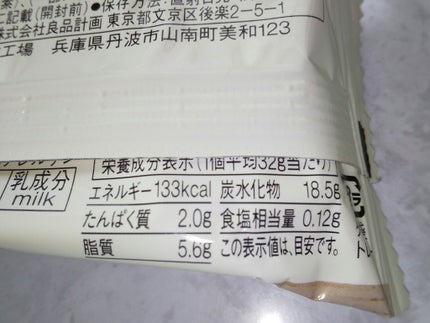 記載(開封前)●保存方法:直射日光
株式会社良品計画 東京都文京区後楽2-5-1
工場 兵庫県丹波市山南町美和123
栄養成分表示(1個平均32g当たり)
乳成分
milk
エネルギー133kcal 炭水化物 18.5g
たんぱく質 2.0g 食塩相当量 0.12g
脂質 5.6g この表示値は、目安です。
プラ